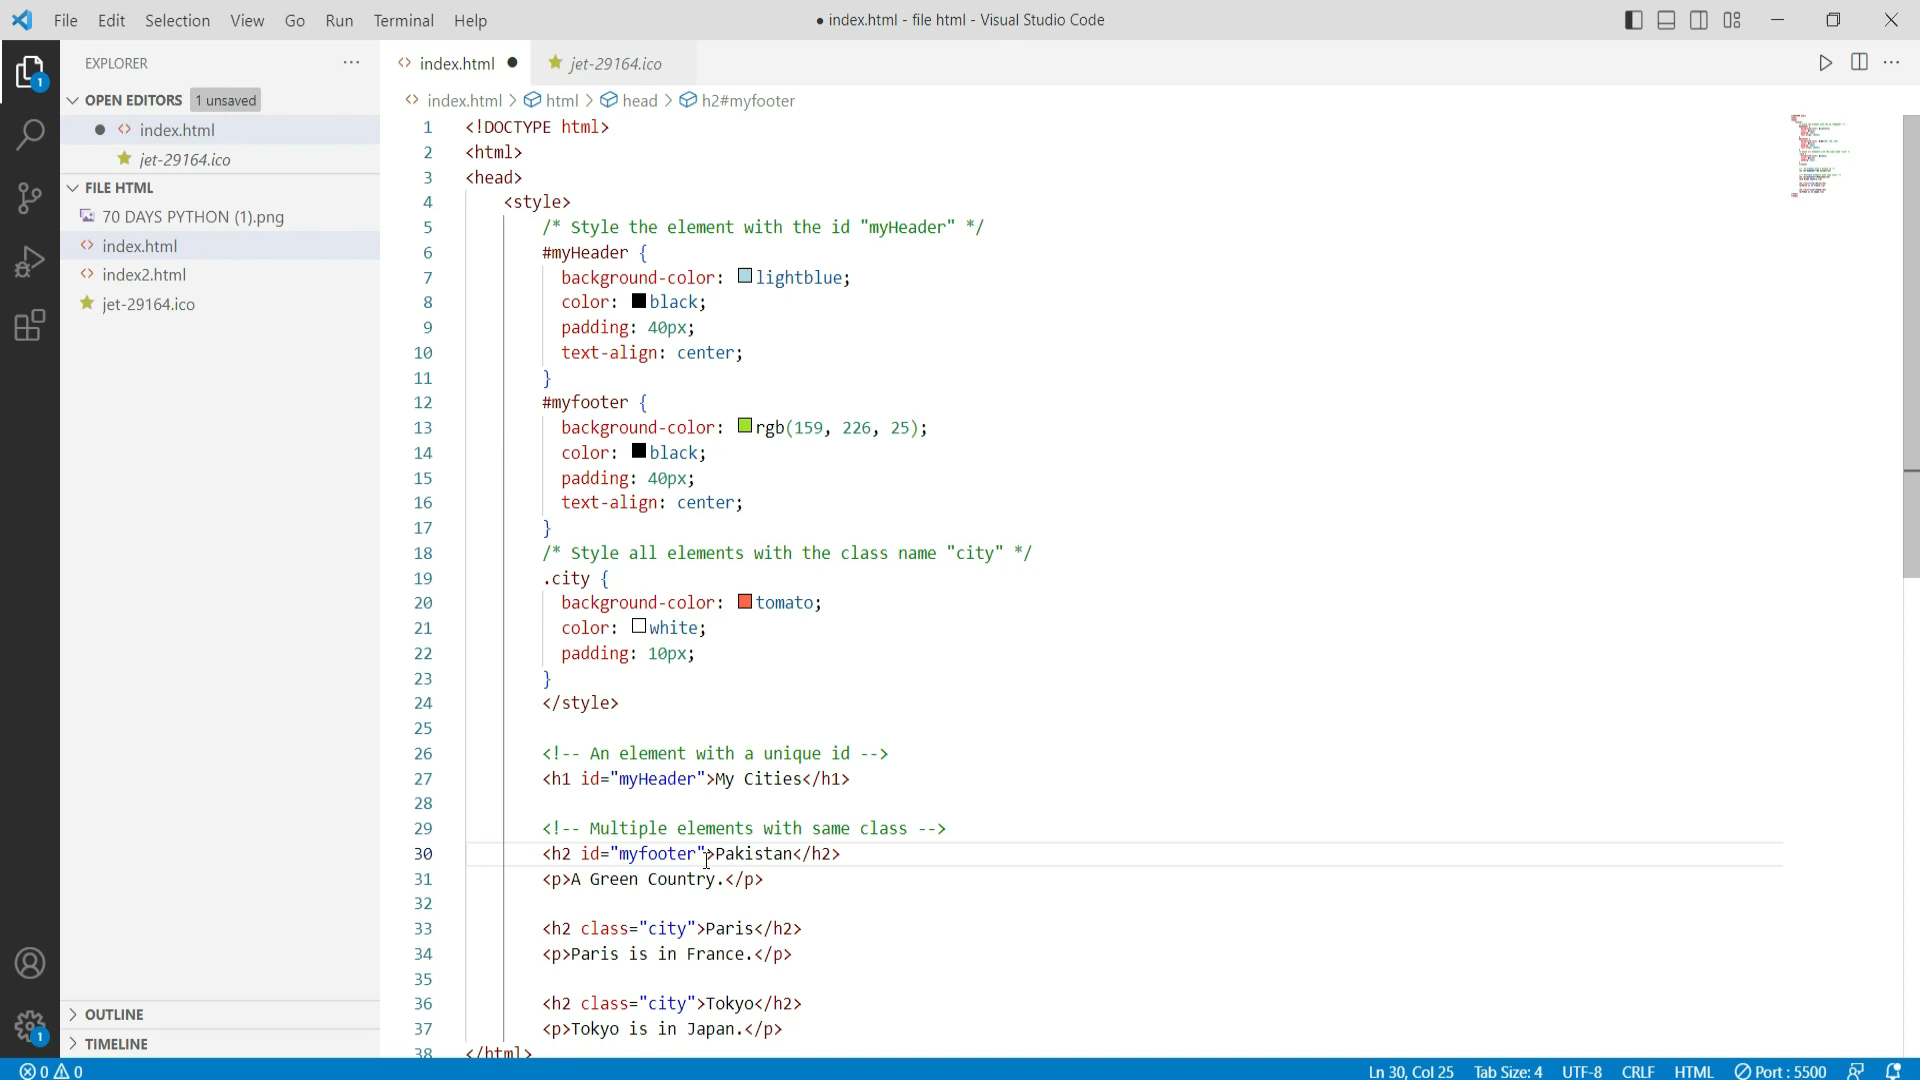 File Edit Selection View Go Run Terminal Help
● index.html - file html - Visual Studio Code
EXPLORER
OPEN EDITORS 1 unsaved
index.html
jet-29164.ico
FILE HTML
70 DAYS PYTHON (1).png
index.html
index2.html
jet-29164.ico
OUTLINE
TIMELINE
1
1
index.html
jet-29164.ico
index.html > html > head > h2#myfooter
1 <!DOCTYPE html>
2 <html>
3 <head>
4 <style>
5 /* Style the element with the id "myHeader" */
6 #myHeader {
7 background-color: lightblue;
8 color: black;
9 padding: 40px;
10 text-align: center;
11 }
12 #myfooter {
13 background-color: rgb(159, 226, 25);
14 color: black;
15 padding: 40px;
16 text-align: center;
17 }
18 /* Style all elements with the class name "city" */
19 .city {
20 background-color: tomato;
21 color: white;
22 padding: 10px;
23 }
24 </style>
25
26 <!-- An element with a unique id -->
27 <h1 id="myHeader">My Cities</h1>
28
29 <!-- Multiple elements with same class -->
30 <h2 id="myfooter">Pakistan</h2>
31 <p>A Green Country.</p>
32
33 <h2 class="city">Paris</h2>
34 <p>Paris is in France.</p>
35
36 <h2 class="city">Tokyo</h2>
37 <p>Tokyo is in Japan.</p>
38 </html>
0 0
Ln 30, Col 25 Tab Size: 4 UTF-8 CRLF HTML Port : 5500